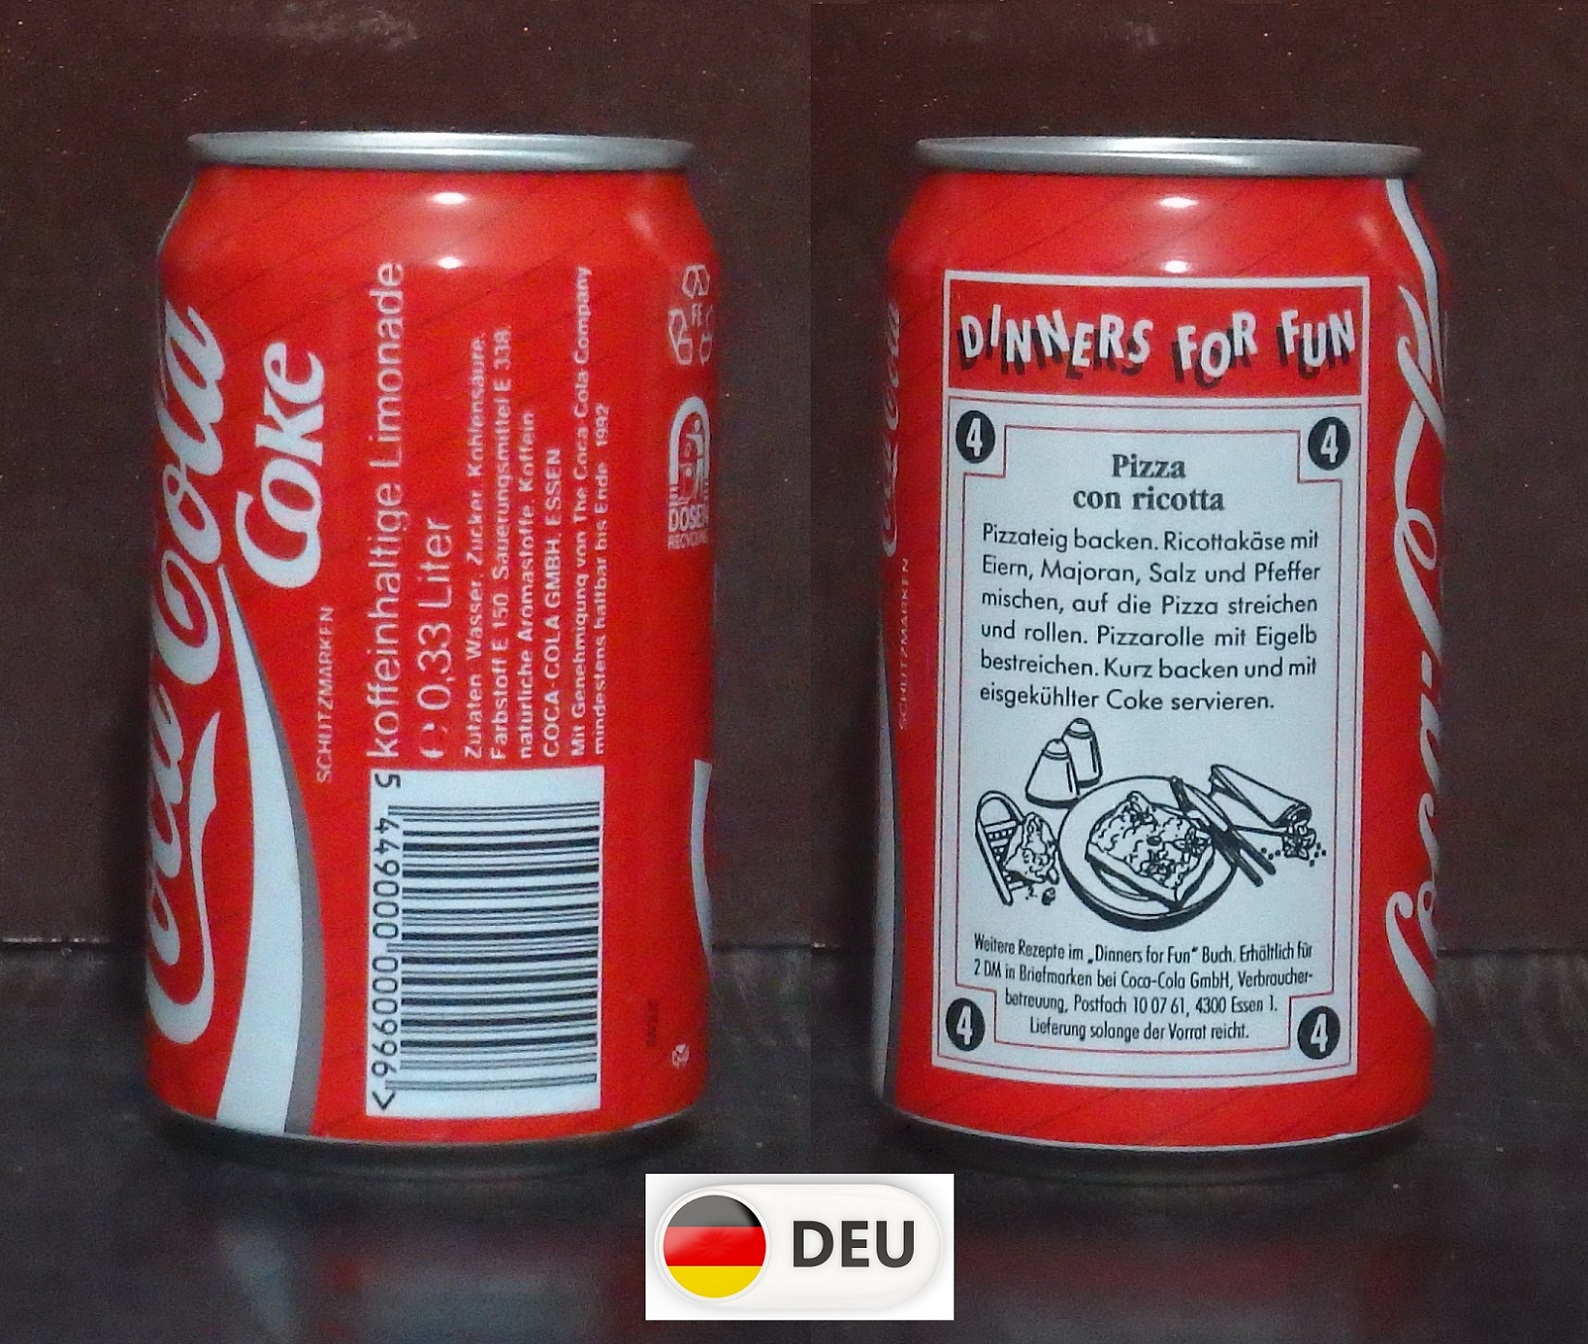 Coca-Cola
Coke
SCHUTZMARKEN
koffeinhaltige Limonade
e 0,33 Liter
Zutaten: Wasser, Zucker, Kohlensäure,
Farbstoff E 150, Säuerungsmittel E 338,
natürliche Aromastoffe, Koffein
COCA-COLA GMBH, ESSEN
Mit Genehmigung von The Coca-Cola Company
mindestens haltbar bis Ende 1992
5 449000 000996 >
FE
DOSEN
RECYCLING
Coca-Cola
SCHUTZMARKEN
DINNERS FOR FUN
4 4
Pizza
con ricotta
Pizzateig backen. Ricottakäse mit
Eiern, Majoran, Salz und Pfeffer
mischen, auf die Pizza streichen
und rollen. Pizzarolle mit Eigelb
bestreichen. Kurz backen und mit
eisgekühlter Coke servieren.
Weitere Rezepte im „Dinners for Fun“ Buch. Erhältlich für
2 DM in Briefmarken bei Coca-Cola GmbH, Verbraucher-
betreuung, Postfach 10 07 61, 4300 Essen 1.
Lieferung solange der Vorrat reicht.
4 4
Coca-Cola
DEU